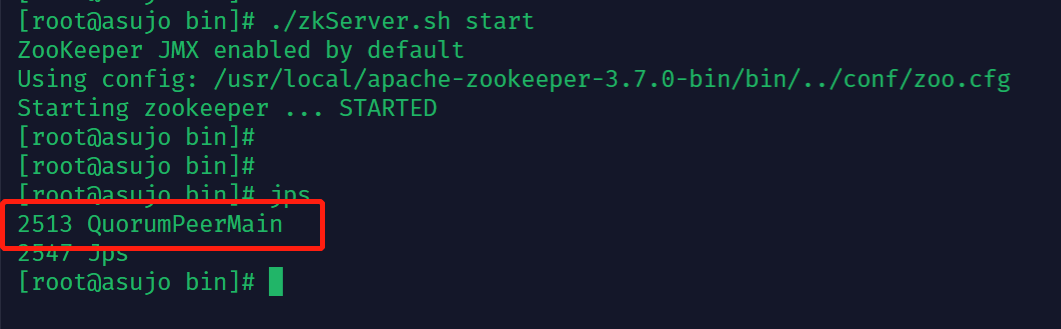 [root@asujo bin]# ./zkServer.sh start
ZooKeeper JMX enabled by default
Using config: /usr/local/apache-zookeeper-3.7.0-bin/bin/../conf/zoo.cfg
Starting zookeeper ... STARTED
[root@asujo bin]#
[root@asujo bin]#
[root@asujo bin]# jps
2513 QuorumPeerMain
2547 Jps
[root@asujo bin]#